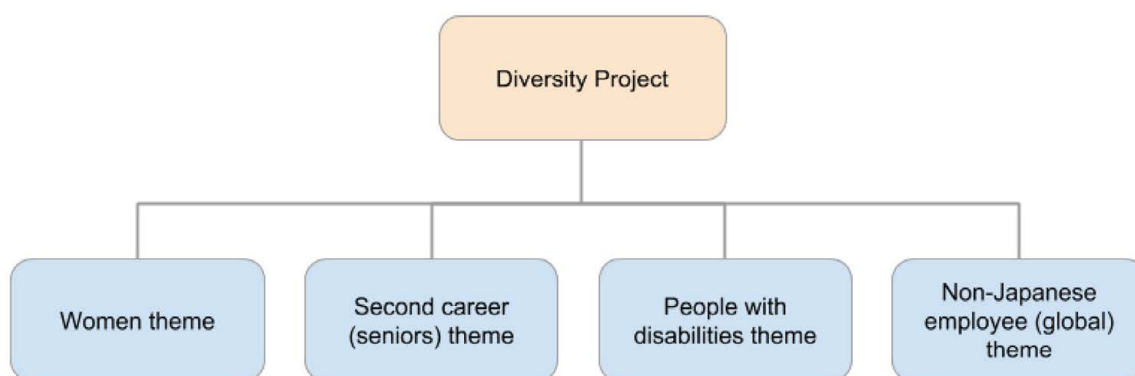 Diversity Project
Women theme
Second career
(seniors) theme
People with
disabilities theme
Non-Japanese
employee (global)
theme